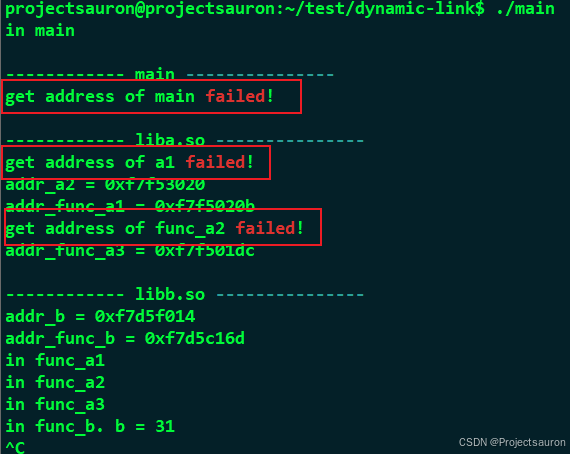 projectsauron@projectsauron:~/test/dynamic-link$ ./main
in main
------------ main ---------------
get address of main failed!
------------ liba.so ---------------
get address of a1 failed!
addr_a2 = 0xf7f53020
addr_func_a1 = 0xf7f5020b
get address of func_a2 failed!
addr_func_a3 = 0xf7f501dc
------------ libb.so ---------------
addr_b = 0xf7d5f014
addr_func_b = 0xf7d5c16d
in func_a1
in func_a2
in func_a3
in func_b. b = 31
^C
CSDN @Projectsauron